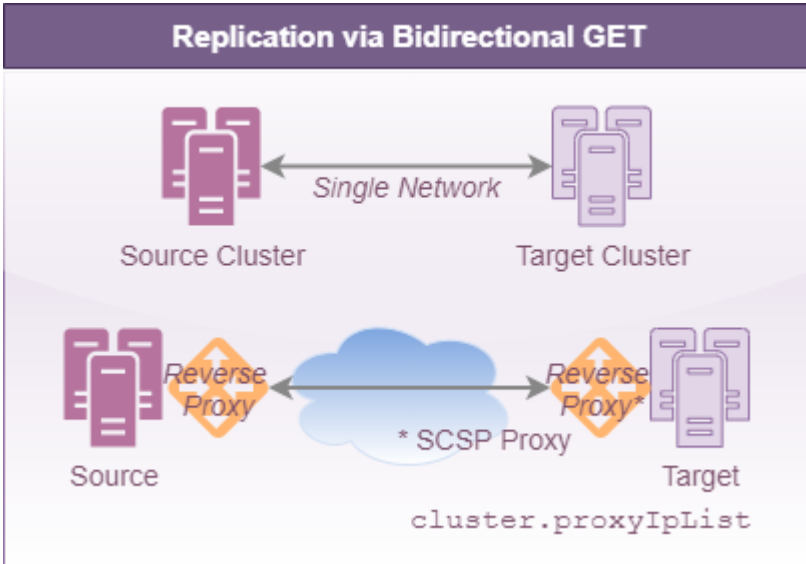 Replication via Bidirectional GET
Single Network
Source Cluster
Target Cluster
Reverse
Proxy
Reverse
Proxy*
* SCSP Proxy
Source
Target
cluster.proxyIpList